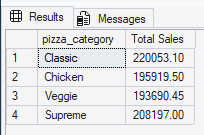 Results Messages
pizza_category Total Sales
1 Classic 220053.10
2 Chicken 195919.50
3 Veggie 193690.45
4 Supreme 208197.00